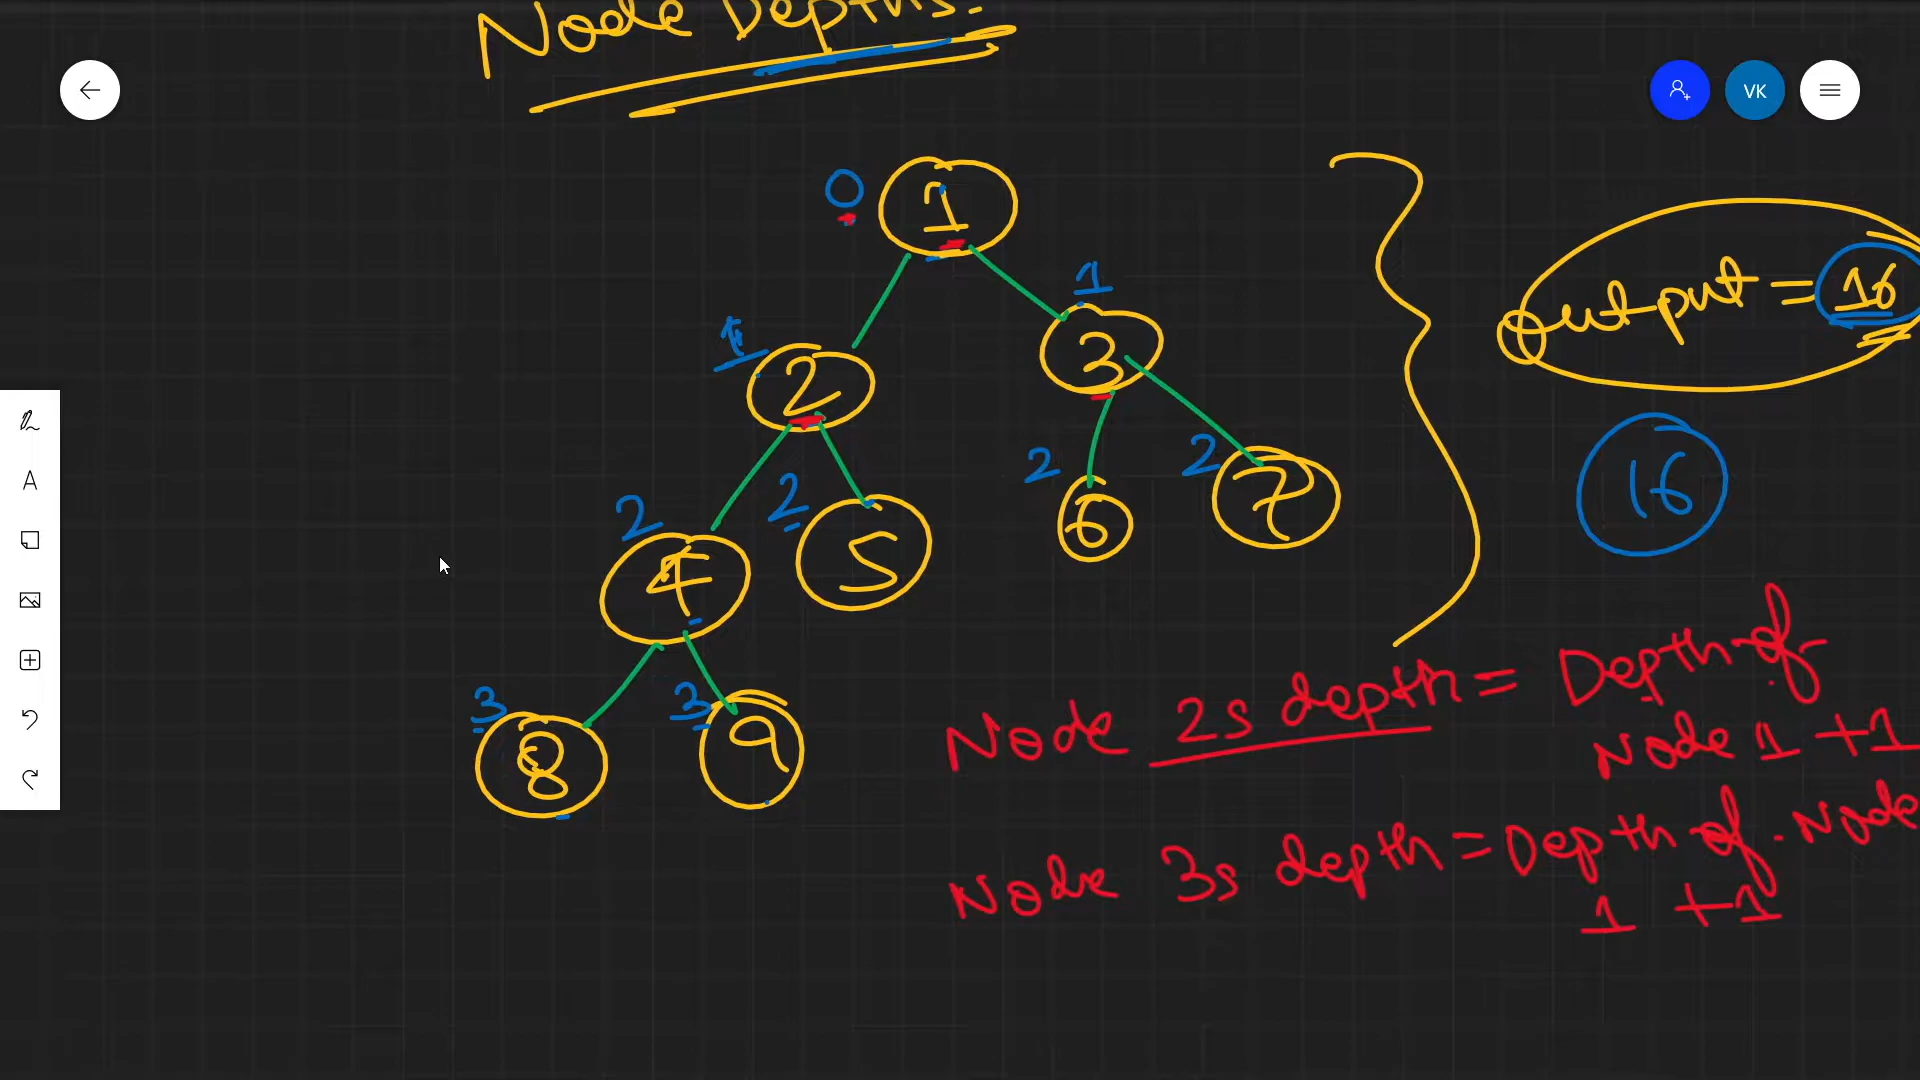 Node Depths:
VK
0
1
1
1
2
3
output = 16
2
2
2
2
4
5
6
7
16
3
3
8
9
Node 2s depth = Depth of
Node 1 +1
Node 3s depth = Depth of Node
1 +1
A